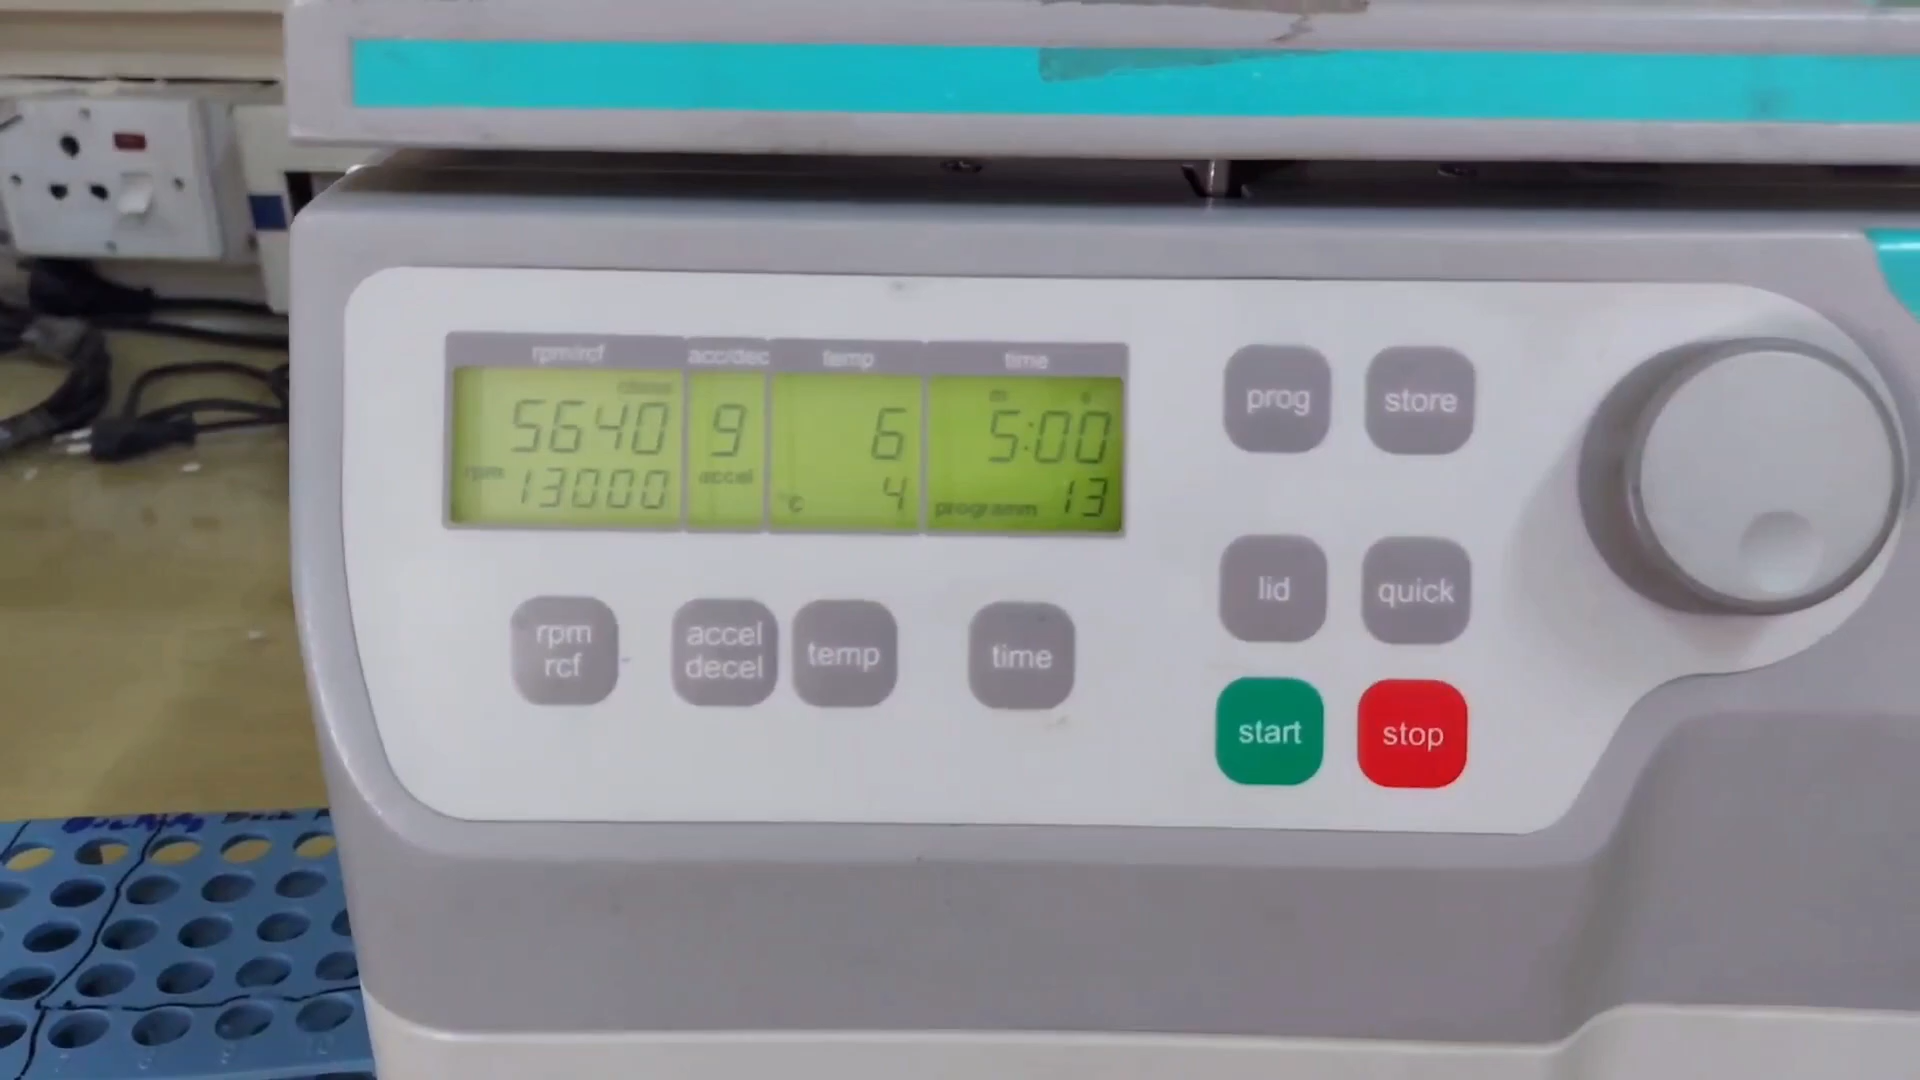 rpm/rcf acc/dec temp time
close m s
5640 9 6 5:00
rpm 13000 accel °C 4 programm 13
prog store
lid quick
rpm rcf
accel decel
temp
time
start stop